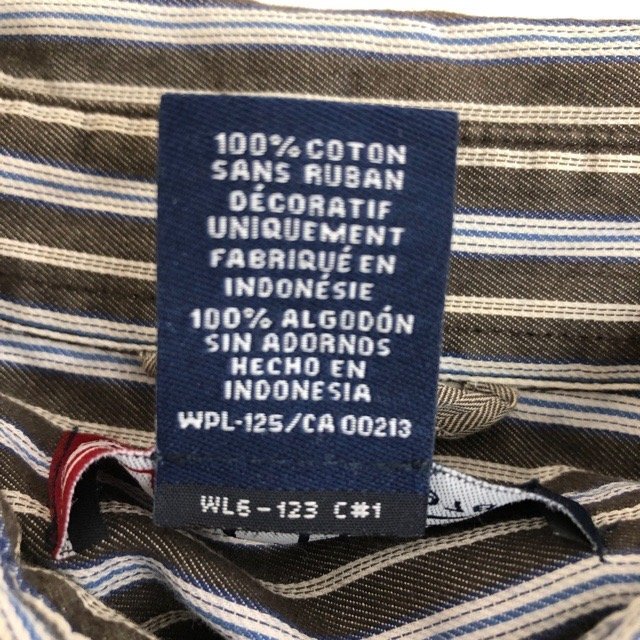 100% COTON
SANS RUBAN
DÉCORATIF
UNIQUEMENT
FABRIQUÉ EN
INDONÉSIE
100% ALGODÓN
SIN ADORNOS
HECHO EN
INDONESIA
WPL-125/CA 00213
WL6-123 C#1